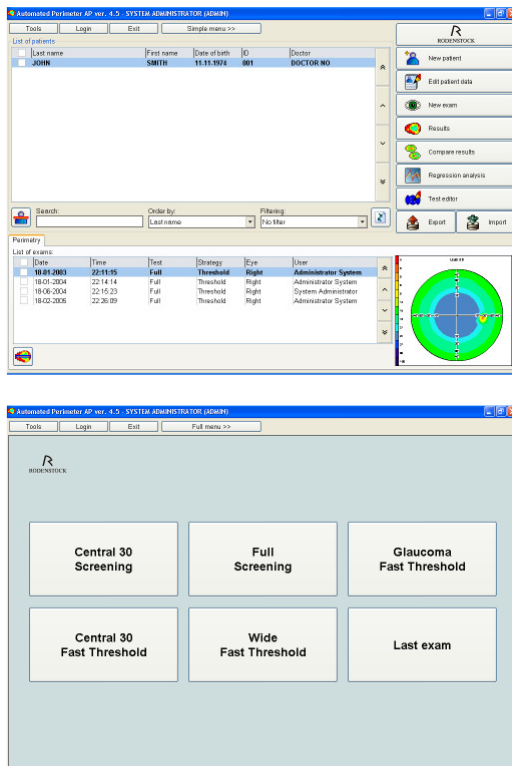 Automated Perimeter AP ver. 4.5 - SYSTEM ADMINISTRATOR (ADMIN)
Tools Login Exit Simple menu >>
List of patients
Last name First name Date of birth ID Doctor
JOHN SMITH 11.11.1974 001 DOCTOR NO
RODENSTOCK
New patient
Edit patient data
New exam
Results
Compare results
Regression analysis
Test editor
Export Import
Search: Order by: Filtering:
Last name No filter
Perimetry
List of exams:
Date Time Test Strategy Eye User
18-01-2003 22:11:15 Full Threshold Right Administrator System
18-01-2004 22:14:14 Full Threshold Right Administrator System
18-06-2004 22:15:23 Full Threshold Right System Administrator
18-02-2005 22:26:09 Full Threshold Right Administrator System
Automated Perimeter AP ver. 4.5 - SYSTEM ADMINISTRATOR (ADMIN)
Tools Login Exit Full menu >>
RODENSTOCK
Central 30
Screening
Full
Screening
Glaucoma
Fast Threshold
Central 30
Fast Threshold
Wide
Fast Threshold
Last exam